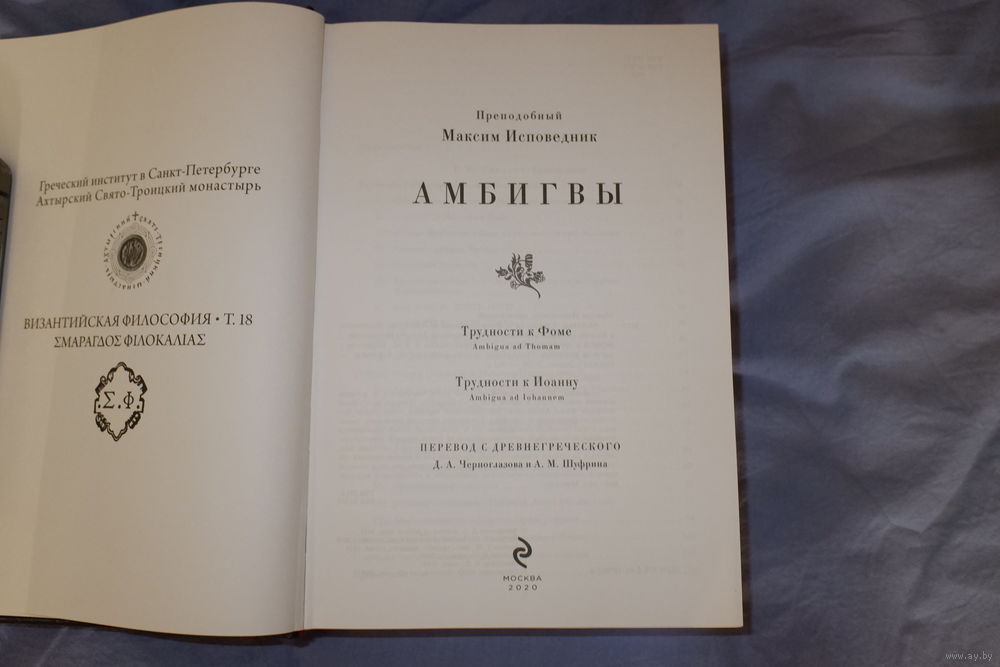 Греческий институт в Санкт-Петербурге
Ахтырский Свято-Троицкий монастырь
ВИЗАНТИЙСКАЯ ФИЛОСОФИЯ • Т. 18
ΣΜΑΡΑΓΔΟΣ ΦΙΛΟΚΑΛΙΑΣ
.Σ.Φ.
Преподобный
Максим Исповедник
АМБИГВЫ
Трудности к Фоме
Ambigua ad Thomam
Трудности к Иоанну
Ambigua ad Iohannem
ПЕРЕВОД С ДРЕВНЕГРЕЧЕСКОГО
Д. А. Черноглазова и А. М. Шуфрина
МОСКВА
2020
www.ay.by